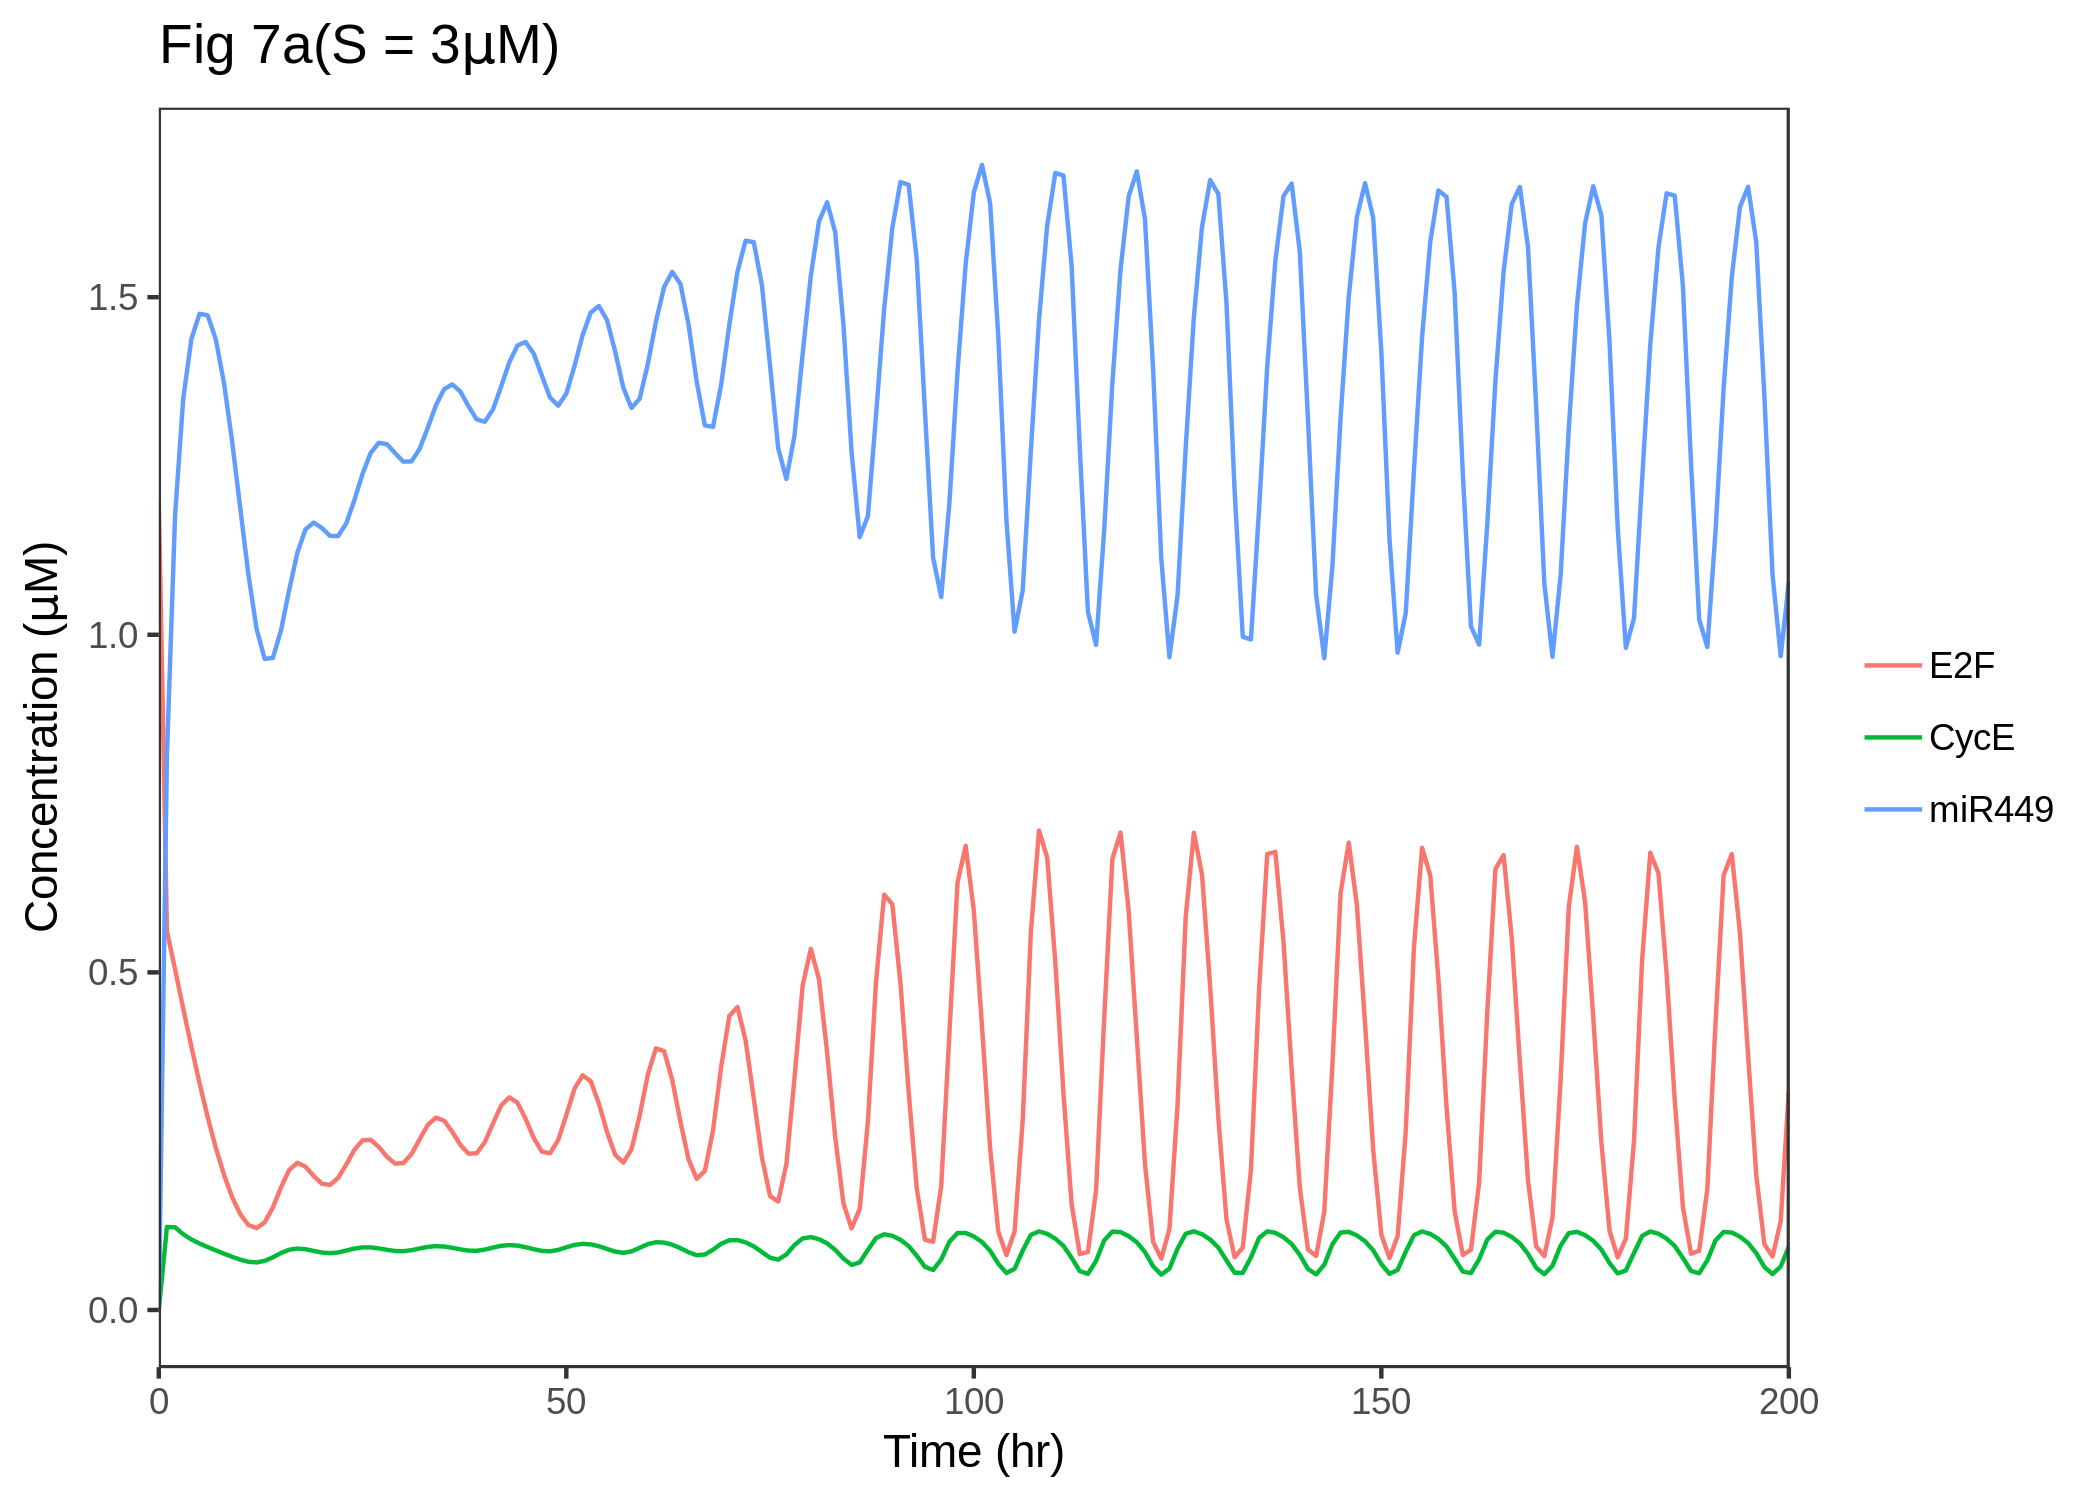 Fig 7a(S = 3µM)
Concentration (µM)
1.5
1.0
0.5
0.0
0
50
100
150
200
Time (hr)
E2F
CycE
miR449